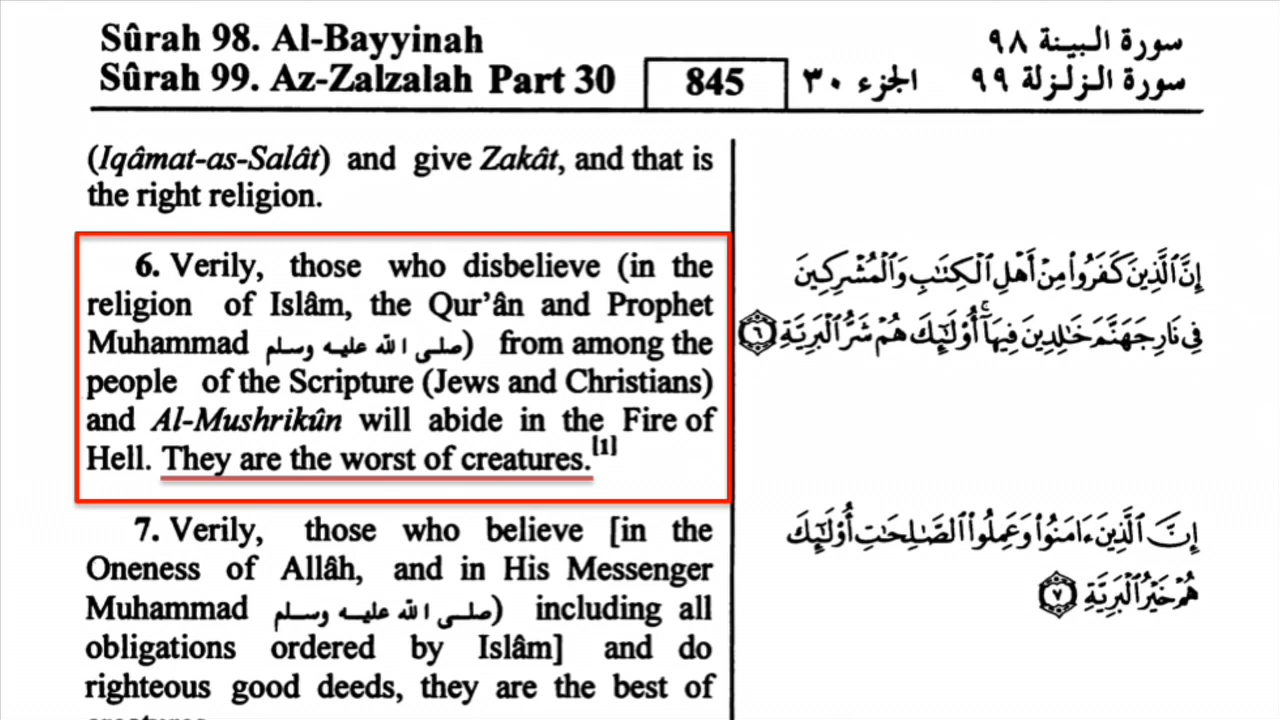 Sûrah 98. Al-Bayyinah
Sûrah 99. Az-Zalzalah Part 30
845
سورة البينة ٩٨
الجزء ٣٠ سورة الزلزلة ٩٩
(Iqâmat-as-Salât) and give Zakât, and that is
the right religion.
6. Verily, those who disbelieve (in the
religion of Islâm, the Qur’ân and Prophet
Muhammad صلى الله عليه وسلم) from among the
people of the Scripture (Jews and Christians)
and Al-Mushrikûn will abide in the Fire of
Hell. They are the worst of creatures.[1]
7. Verily, those who believe [in the
Oneness of Allâh, and in His Messenger
Muhammad صلى الله عليه وسلم) including all
obligations ordered by Islâm] and do
righteous good deeds, they are the best of
إِنَّ ٱلَّذِينَ كَفَرُواْ مِنْ أَهْلِ ٱلْكِتَٰبِ وَٱلْمُشْرِكِينَ
فِي نَارِ جَهَنَّمَ خَٰلِدِينَ فِيهَآ ۚ أُوْلَٰٓئِكَ هُمْ شَرُّ ٱلْبَرِيَّةِ ٦
إِنَّ ٱلَّذِينَ ءَامَنُواْ وَعَمِلُواْ ٱلصَّٰلِحَٰتِ أُوْلَٰٓئِكَ
هُمْ خَيْرُ ٱلْبَرِيَّةِ ٧